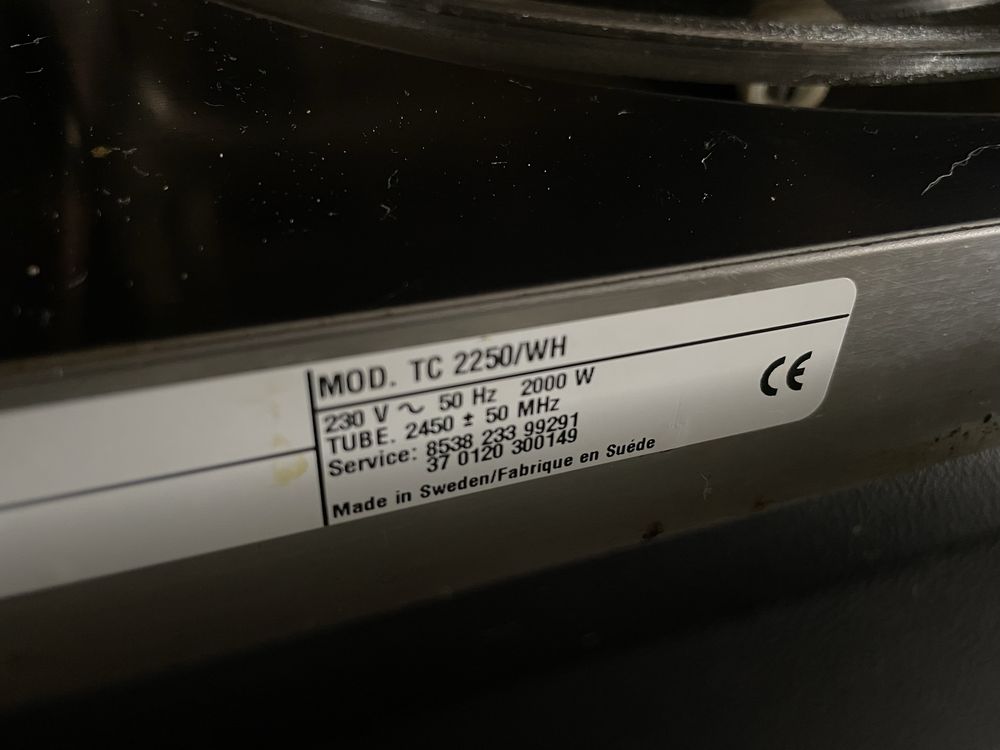 MOD. TC 2250/WH
230 V ~ 50 Hz 2000 W
TUBE. 2450 ± 50 MHz
Service: 8538 233 99291
37 0120 300149
Made in Sweden/Fabrique en Suéde
CE